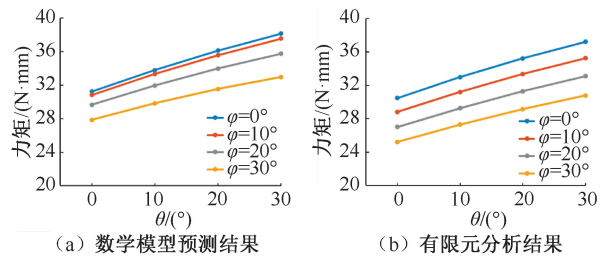 40
36
32
28
24
20
力矩/(N·mm)
φ=0°
φ=10°
φ=20°
φ=30°
0 10 20 30
θ/(°)
(a) 数学模型预测结果
40
36
32
28
24
20
力矩/(N·mm)
φ=0°
φ=10°
φ=20°
φ=30°
0 10 20 30
θ/(°)
(b) 有限元分析结果